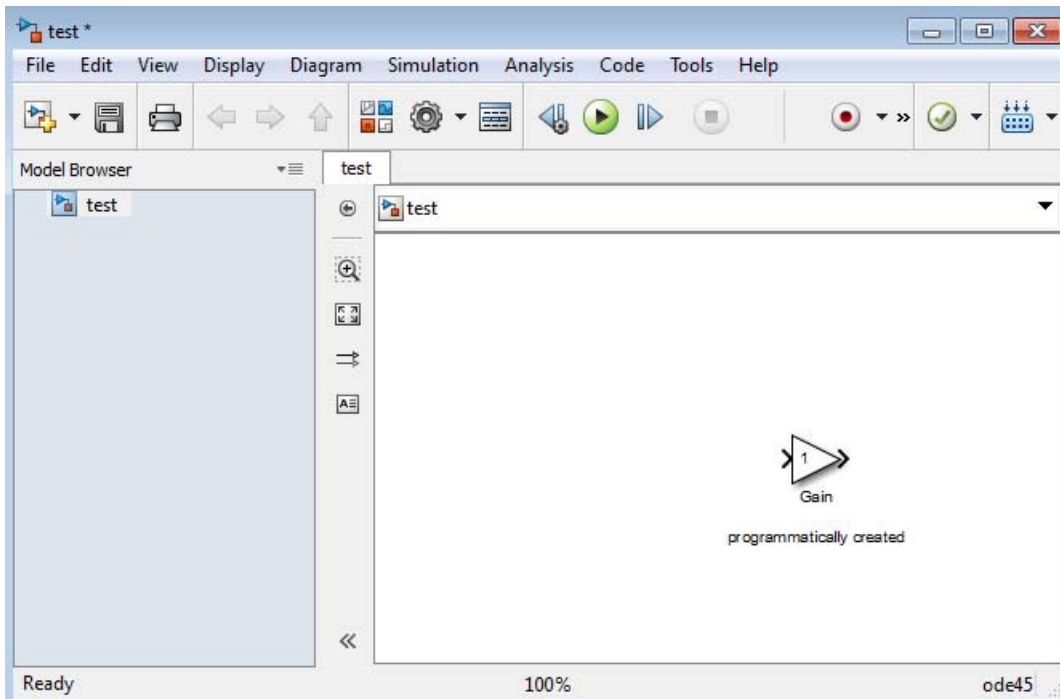 test *
File Edit View Display Diagram Simulation Analysis Code Tools Help
Model Browser
test
test
test
1
Gain
programmatically created
Ready 100% ode45